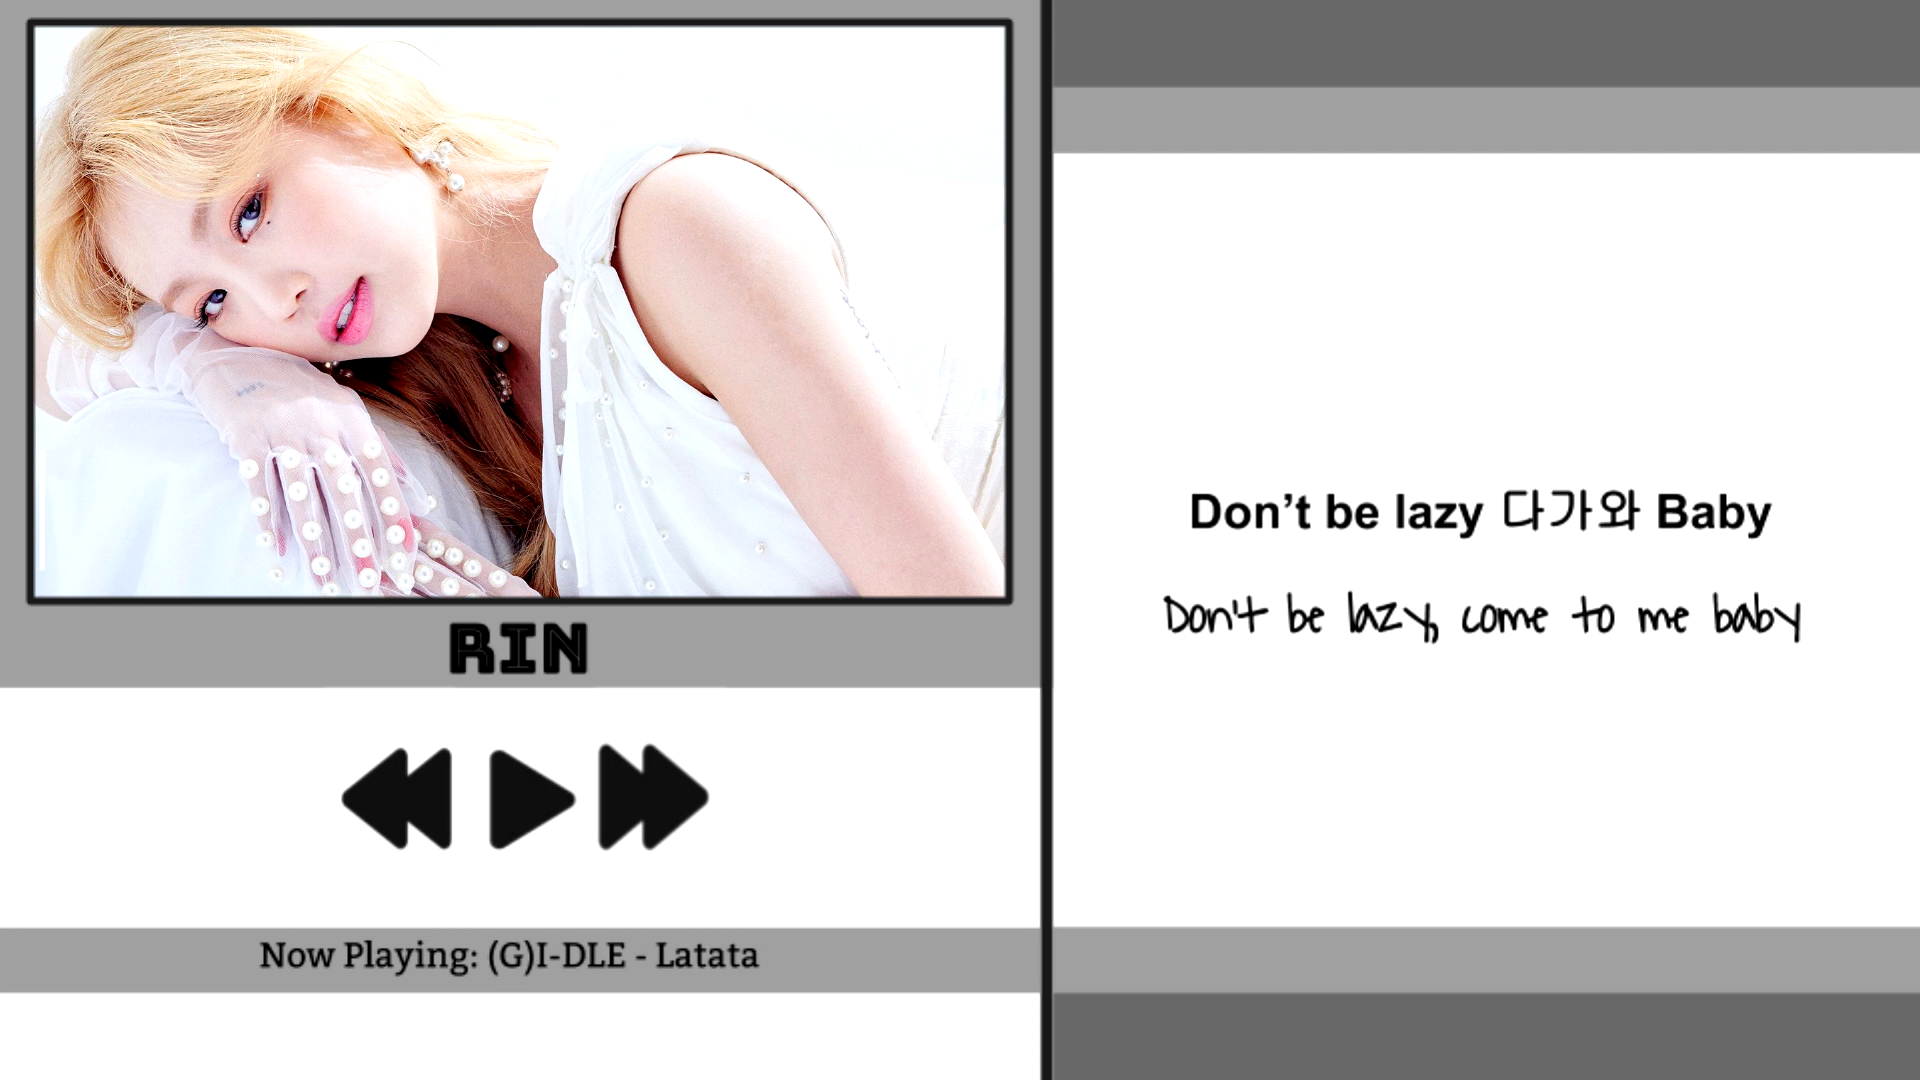 RIN
Now Playing: (G)I-DLE - Latata
Don’t be lazy 다가와 Baby
Don't be lazy, come to me baby